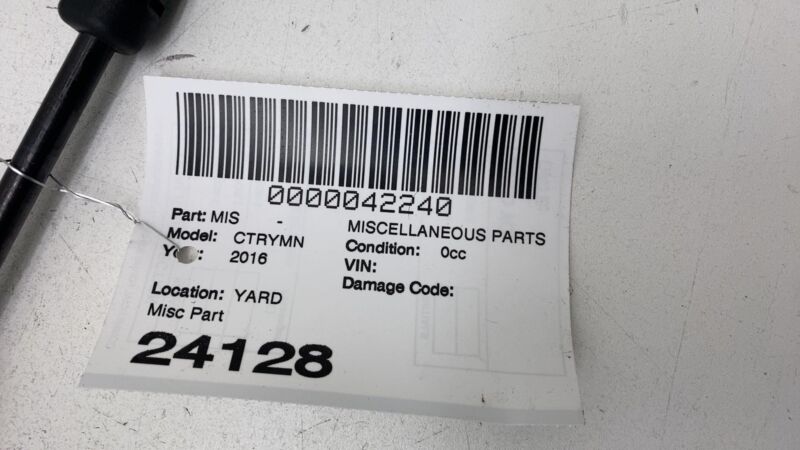 0000042240
Part: MIS - MISCELLANEOUS PARTS
Model: CTRYMN Condition: 0cc
2016 VIN:
Damage Code:
Location: YARD
Misc Part
24128